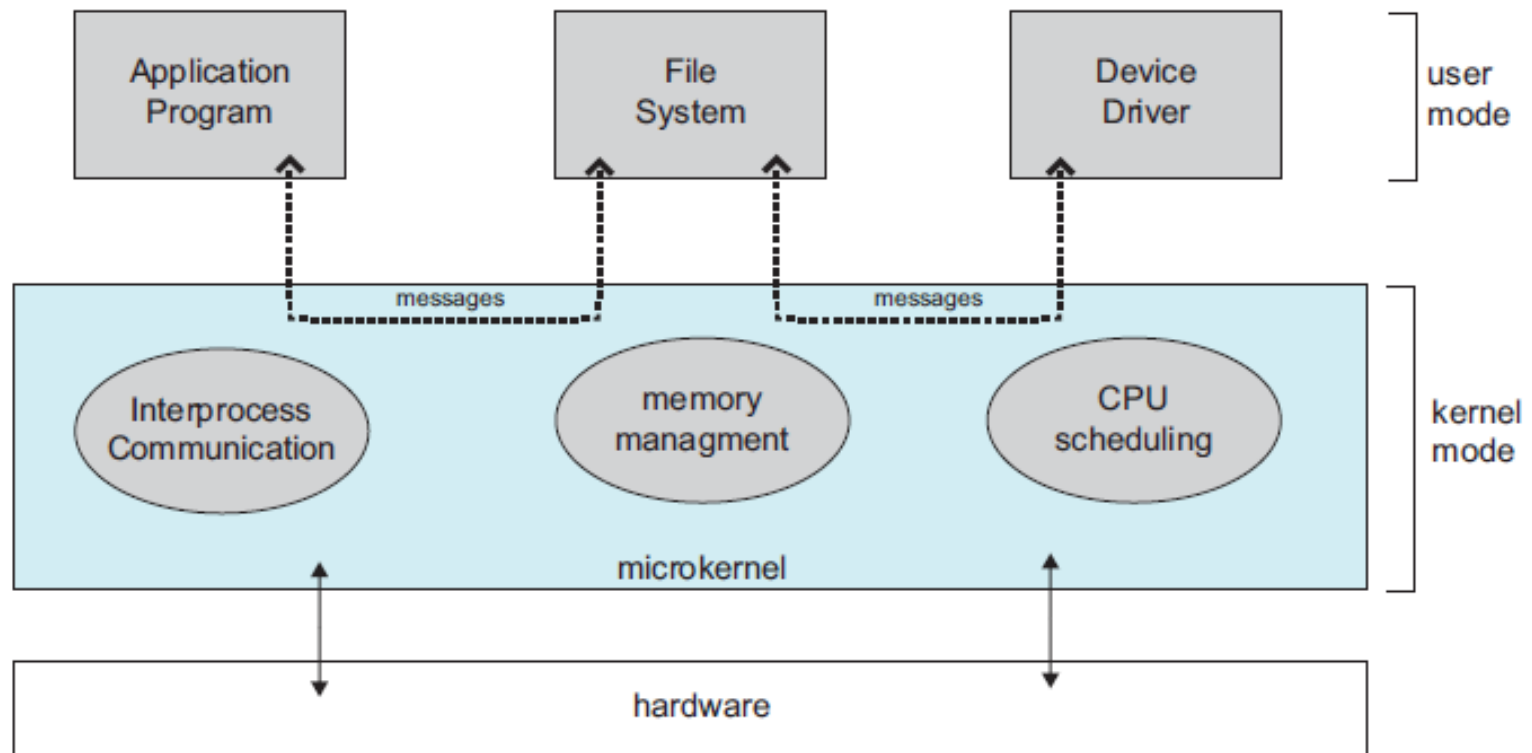 Application
Program
File
System
Device
Driver
user
mode
messages
messages
Interprocess
Communication
memory
managment
CPU
scheduling
kernel
mode
microkernel
hardware